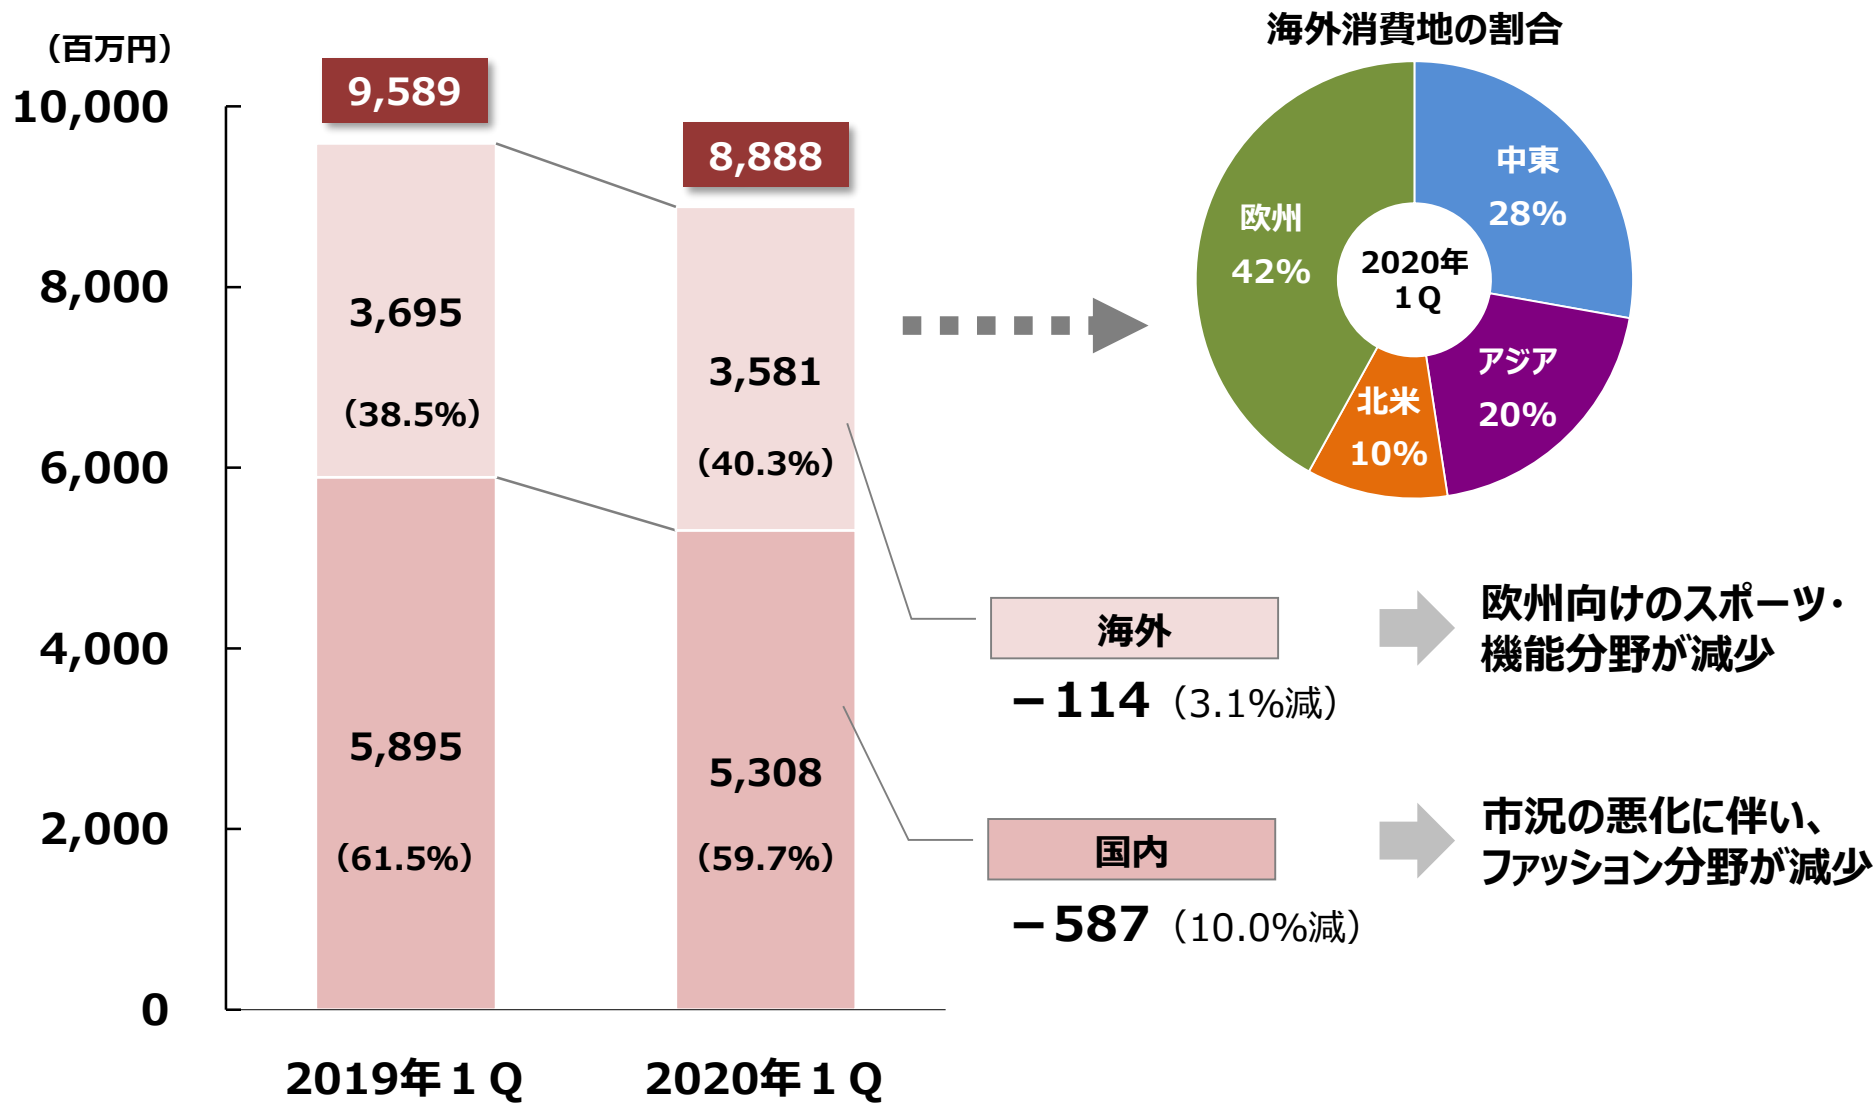 （百万円）
10,000
8,000
6,000
4,000
2,000
0
9,589
3,695
（38.5%）
5,895
（61.5%）
2019年１Q
8,888
3,581
（40.3%）
5,308
（59.7%）
2020年１Q
海外消費地の割合
中東
28%
アジア
20%
北米
10%
欧州
42%
2020年
１Q
海外
－114（3.1%減）
欧州向けのスポーツ・
機能分野が減少
国内
－587（10.0%減）
市況の悪化に伴い、
ファッション分野が減少